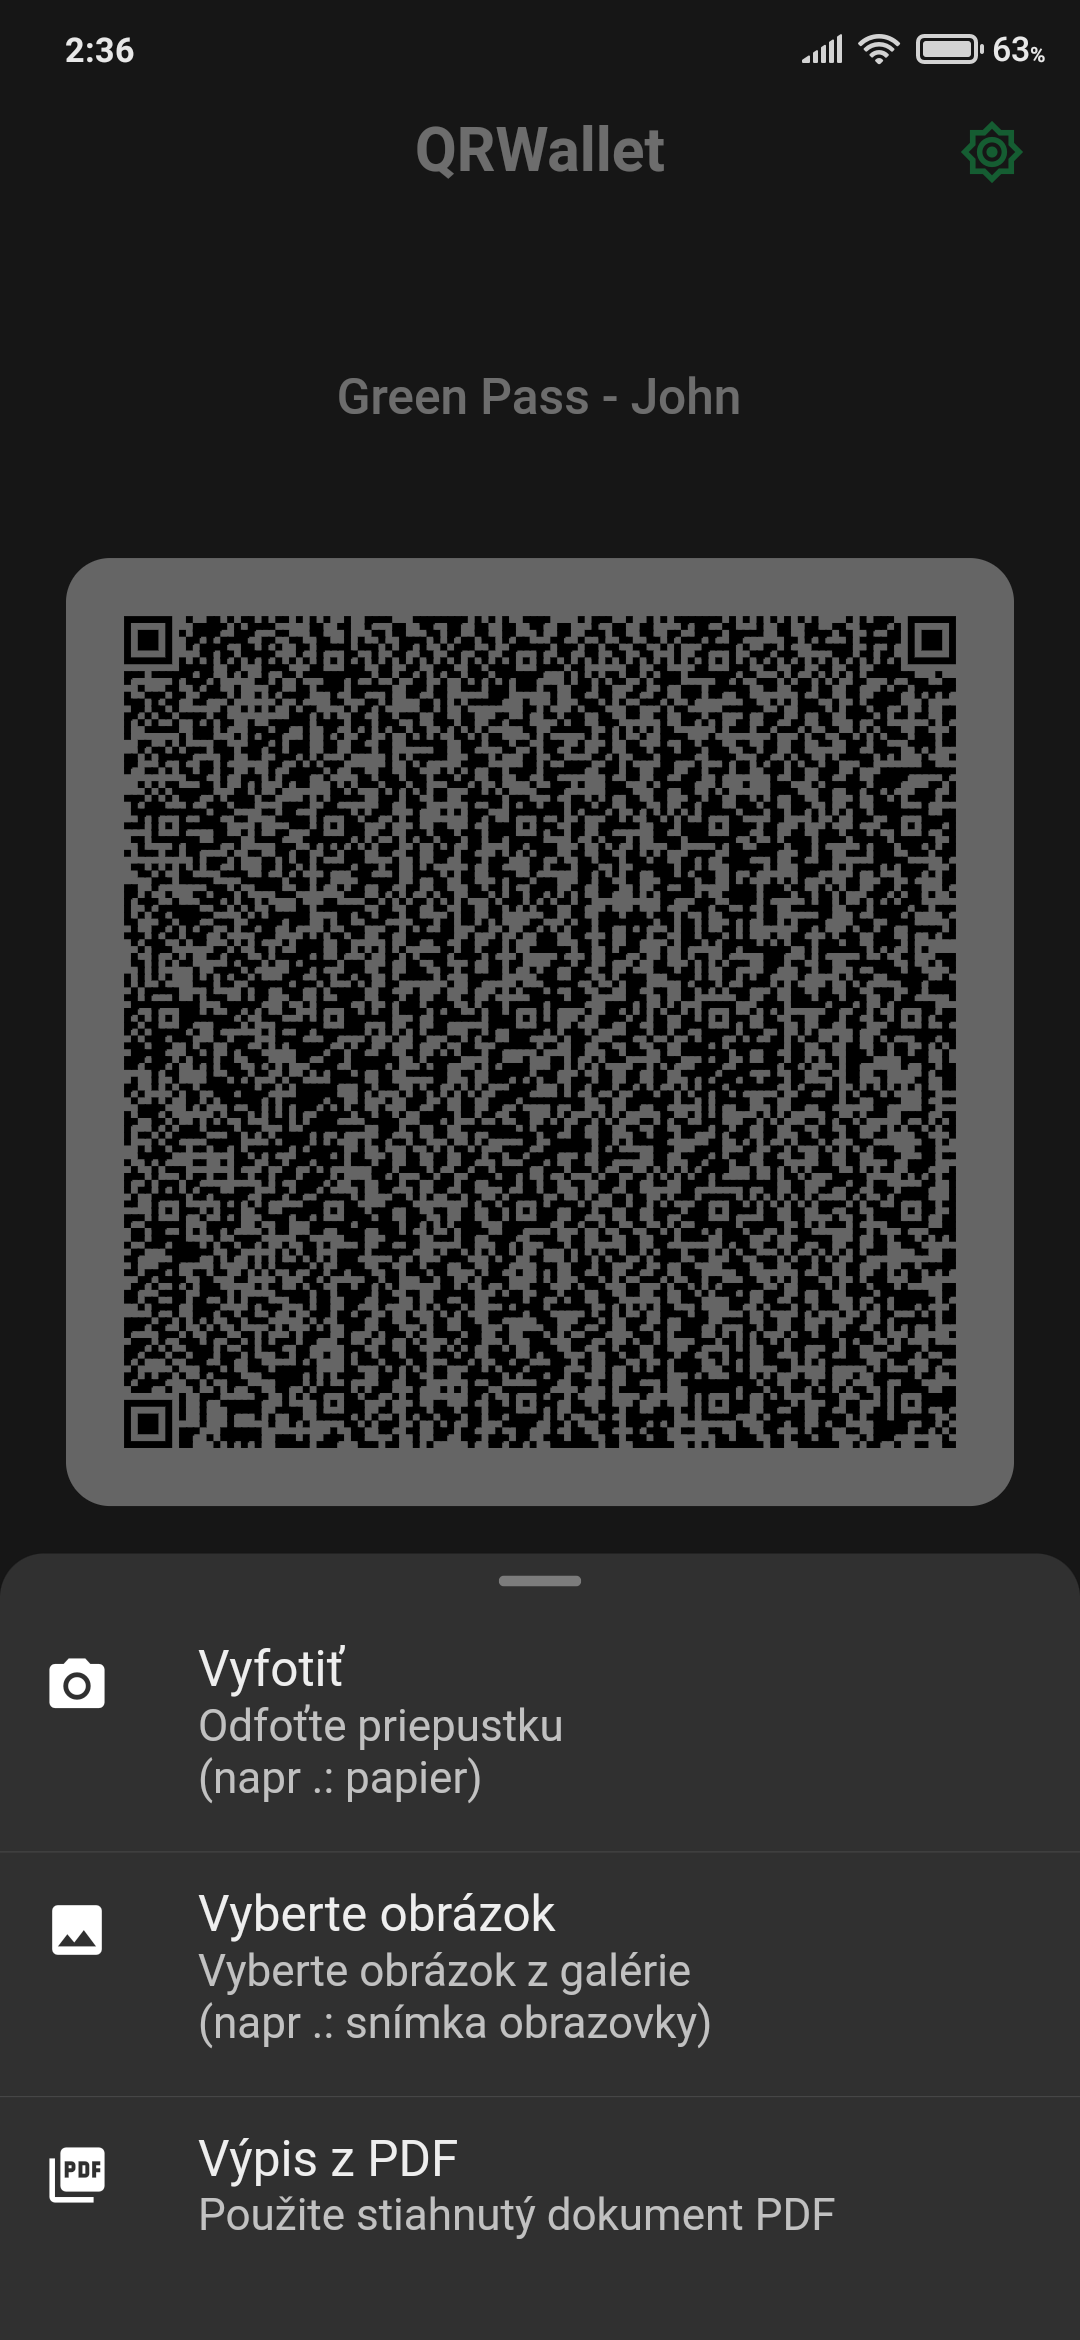 2:36
63%
QRWallet
Green Pass - John
Vyfotiť
Odfoťte priepustku
(napr .: papier)
Vyberte obrázok
Vyberte obrázok z galérie
(napr .: snímka obrazovky)
PDF
Výpis z PDF
Použite stiahnutý dokument PDF